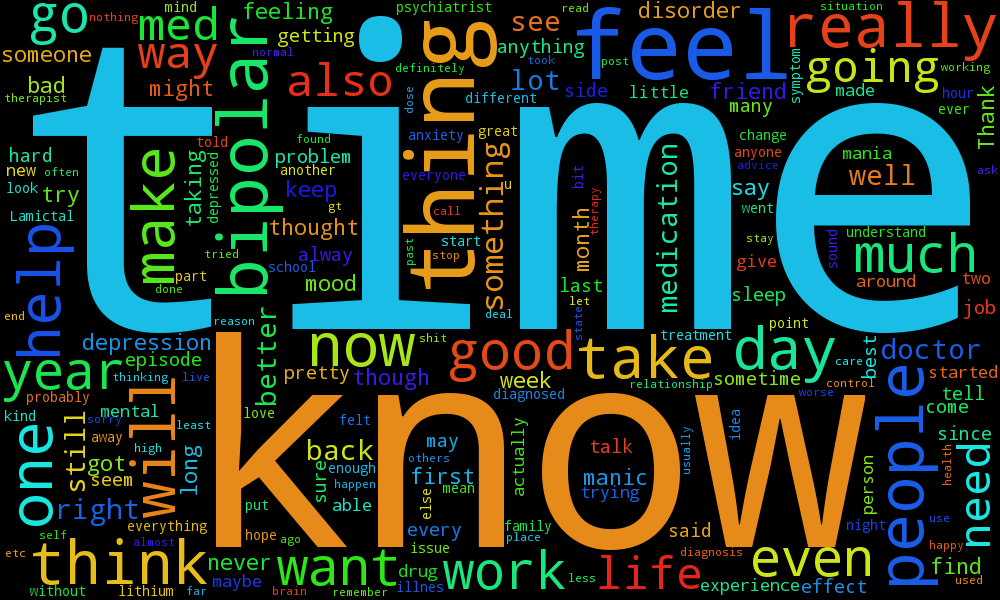 go
nothing
mind
med
feeling
psychiatrist
read
see
disorder
situation
really
someone
way
getting
normal
anything
took
post
feel
bad
therapist
might
bipolar
also
definitely
thing
different
lot
side
little
friend
symptom
going
made
working
hour
ever
Thank
time
dose
many
hard
new
often
look
try
Lamictal
make
taking
told
depressed
found
problem
another
keep
anxiety
everyone
great
u
something
call
bit
therapy
month
medication
change
anyone
advice
say
went
mania
well
ask
help
gt
thought
tried
alway
school
part
done
mood
past
start
stop
last
let
deal
state
stay
give
sound
understand
much
around
two
sleep
job
end
reason
depression
better
now
shit
good
take
treatment
point
day
care
best
doctor
year
episode
thinking
live
probably
pretty
though
week
diagnosed
relationship
sometime
worse
control
started
tell
come
kind
sorry
mental
will
least
love
know
felt
may
others
actually
talk
usually
idea
people
since
one
still
away
high
long
got
seem
back
enough
happen
sure
able
first
mean
else
manic
trying
person
health
need
right
everything
put
hope
ago
every
issue
family
place
said
night
use
self
almost
etc
think
never
maybe
want
drug
illnes
work
less
life
diagnosis
even
experience
effect
happy
find
used
without
lithium
far
brain
remember